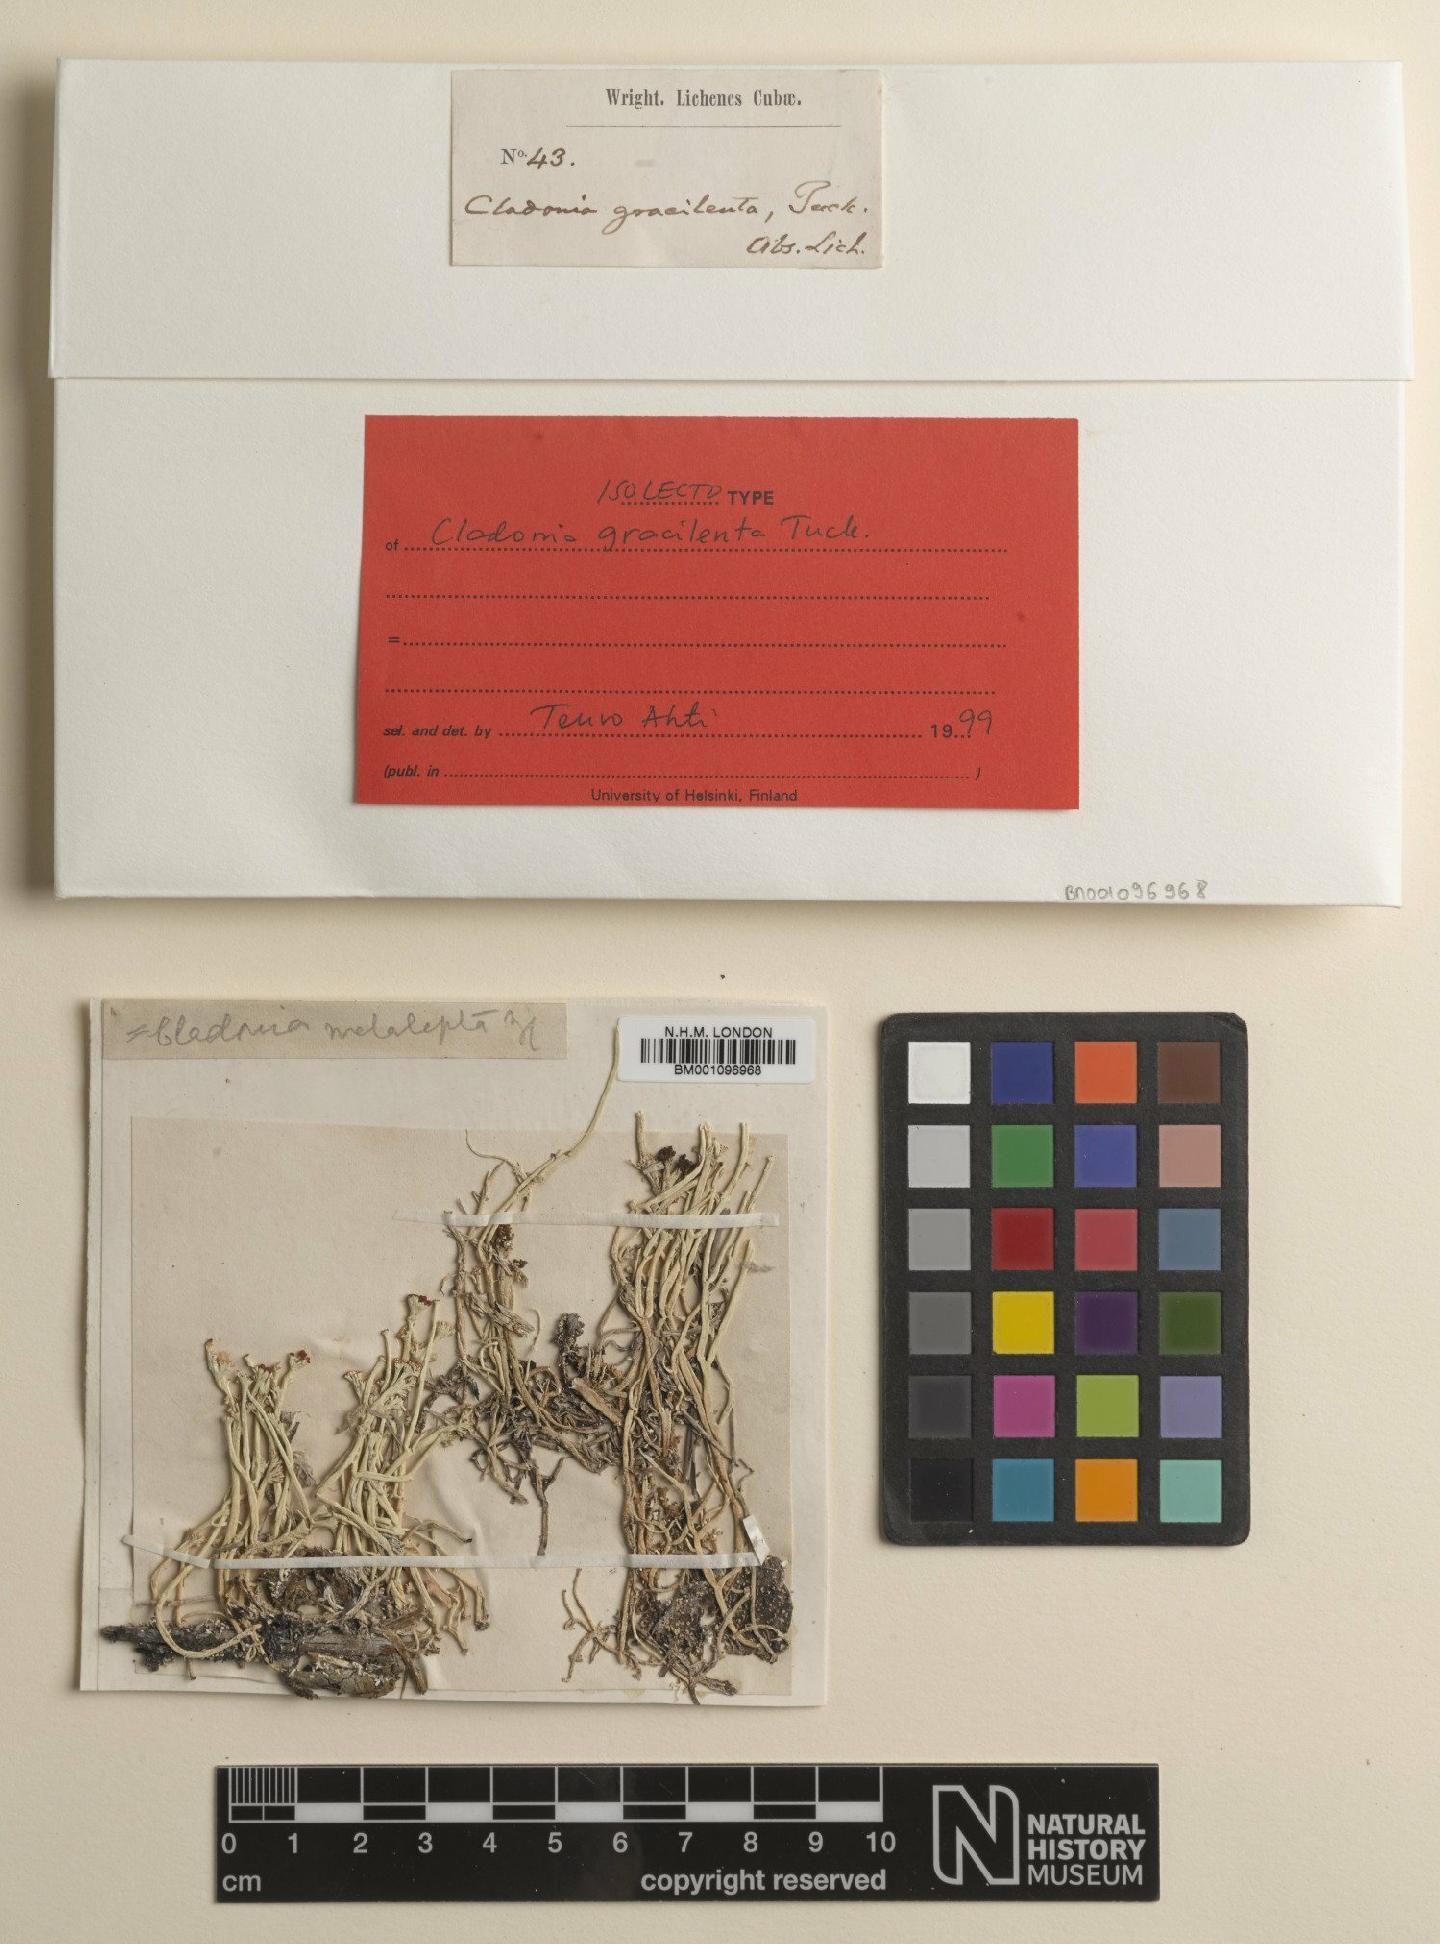 Wright. Lichenes Cubæ.
No. 43.
Cladonia gracilenta, Tuck.
Obs. Lich.
ISOLECTO TYPE
of Cladonia gracilenta Tuck.
=
sel. and det. by Teuvo Ahti 1999
(publ. in )
University of Helsinki, Finland
BM001096968
=Cladonia
N.H.M. LONDON
BM001096968
0 1 2 3 4 5 6 7 8 9 10
cm
copyright reserved
N NATURAL
HISTORY
MUSEUM